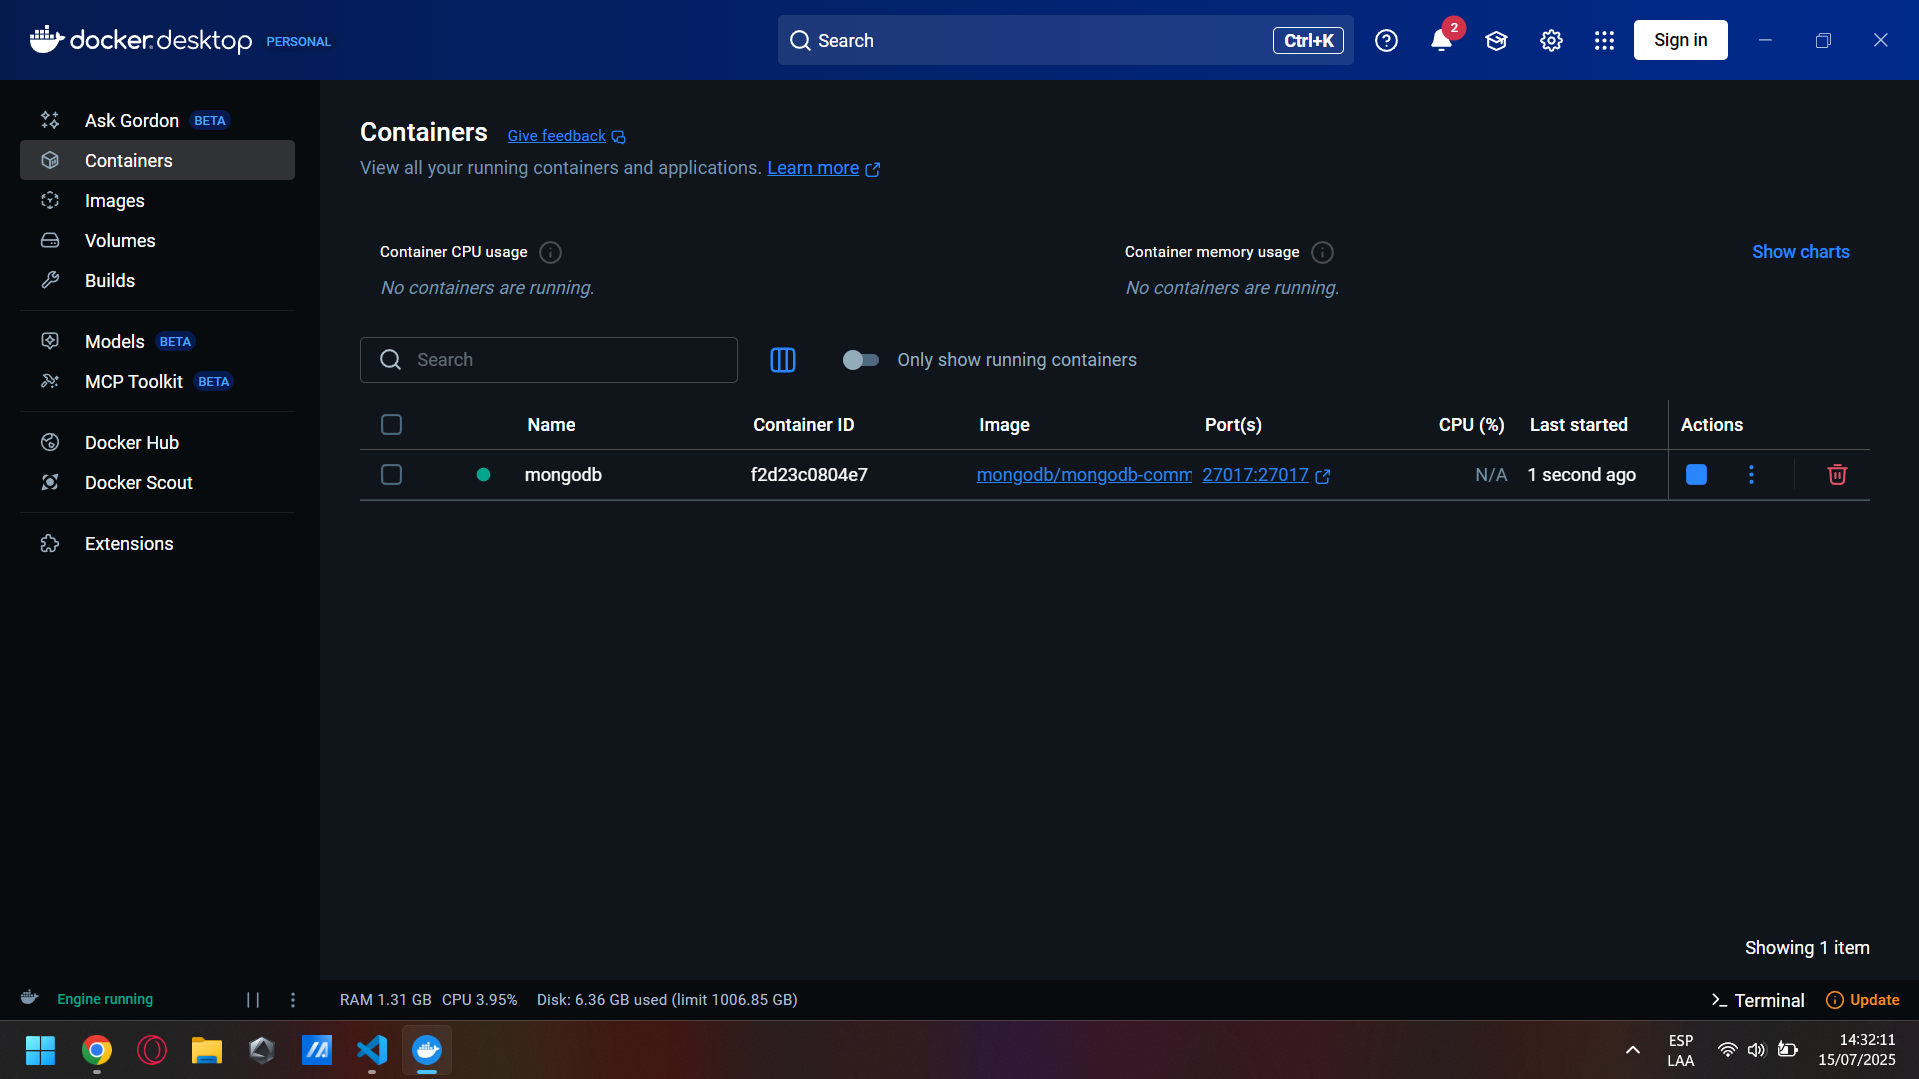 docker.desktop PERSONAL
Search
Ctrl+K
2
Sign in
Ask Gordon BETA
Containers
Images
Volumes
Builds
Models BETA
MCP Toolkit BETA
Docker Hub
Docker Scout
Extensions
Containers Give feedback
View all your running containers and applications. Learn more
Container CPU usage
No containers are running.
Container memory usage
No containers are running.
Show charts
Search
Only show running containers
Name Container ID Image Port(s) CPU (%) Last started Actions
mongodb f2d23c0804e7 mongodb/mongodb-comm 27017:27017 N/A 1 second ago
Showing 1 item
Engine running
RAM 1.31 GB CPU 3.95% Disk: 6.36 GB used (limit 1006.85 GB)
Terminal
Update
ESP
LAA
14:32:11
15/07/2025